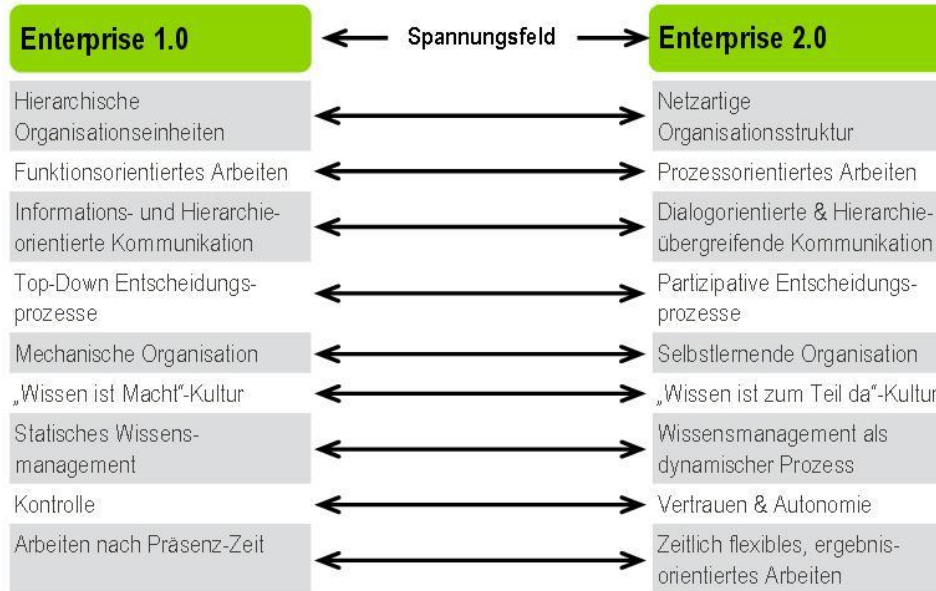 Enterprise 1.0
Spannungsfeld
Enterprise 2.0
Hierarchische
Organisationseinheiten
Netzartige
Organisationsstruktur
Funktionsorientiertes Arbeiten
Prozessorientiertes Arbeiten
Informations- und Hierarchie-
orientierte Kommunikation
Dialogorientierte & Hierarchie-
übergreifende Kommunikation
Top-Down Entscheidungs-
prozesse
Partizipative Entscheidungs-
prozesse
Mechanische Organisation
Selbstlernende Organisation
„Wissen ist Macht“-Kultur
„Wissen ist zum Teil da“-Kultur
Statisches Wissens-
management
Wissensmanagement als
dynamischer Prozess
Kontrolle
Vertrauen & Autonomie
Arbeiten nach Präsenz-Zeit
Zeitlich flexibles, ergebnis-
orientiertes Arbeiten